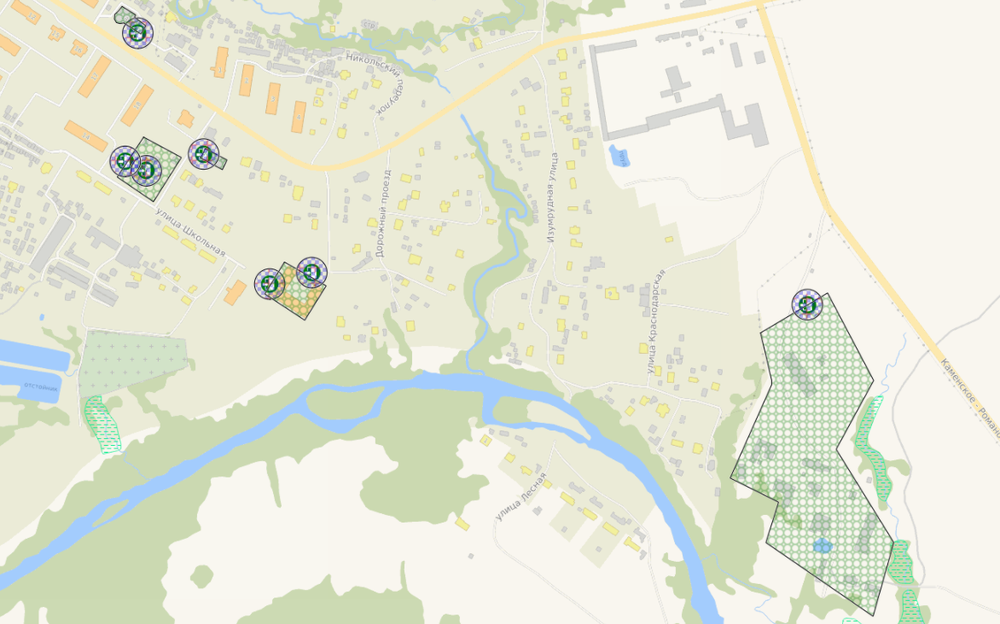 Никольский
переулок
Изумрудная улица
Дорожный проезд
улица Школьная
улица Краснодарская
отстойник
Каменское - Романо
улица Лесная